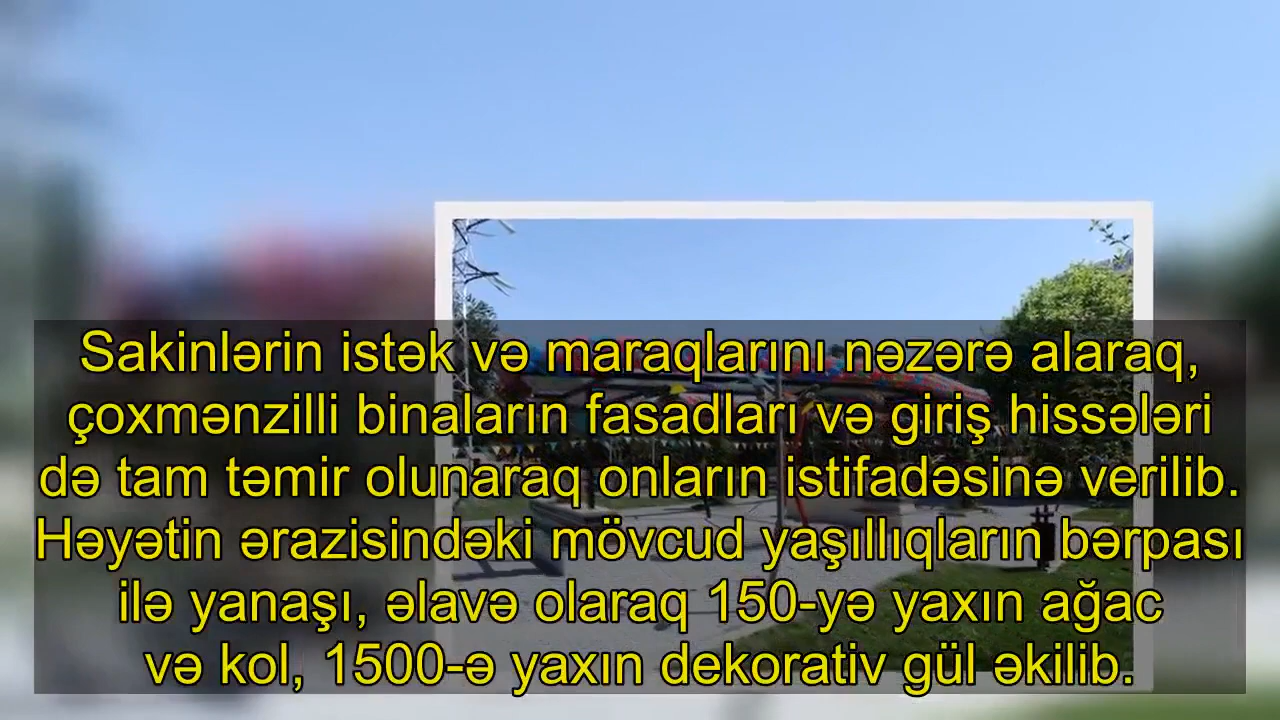 Sakinlərin istək və maraqlarını nəzərə alaraq,
çoxmənzilli binaların fasadları və giriş hissələri
də tam təmir olunaraq onların istifadəsinə verilib.
Həyətin ərazisindəki mövcud yaşıllıqların bərpası
ilə yanaşı, əlavə olaraq 150-yə yaxın ağac
və kol, 1500-ə yaxın dekorativ gül əkilib.